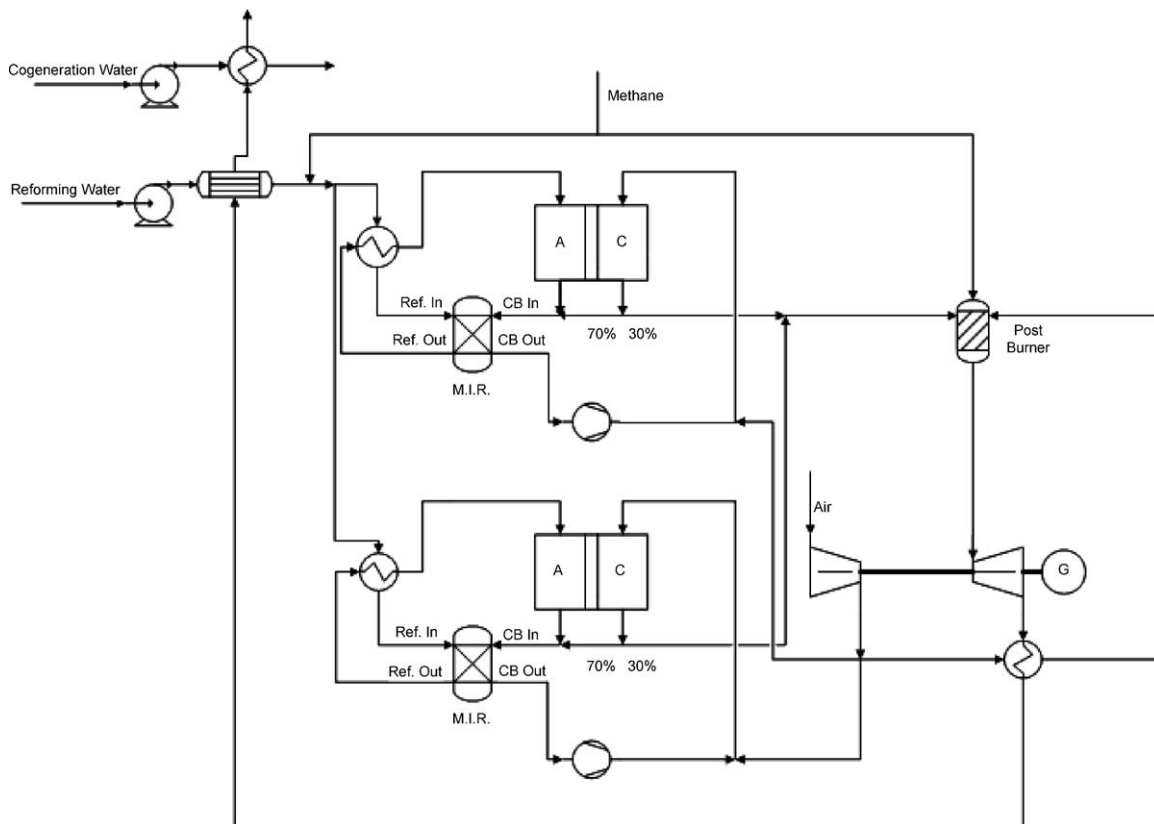 Cogeneration Water
Methane
Reforming Water
A C
Ref. In CB In
Ref. Out CB Out
70% 30%
M.I.R.
Post
Burner
Air
A C
G
Ref. In CB In
Ref. Out CB Out
70% 30%
M.I.R.